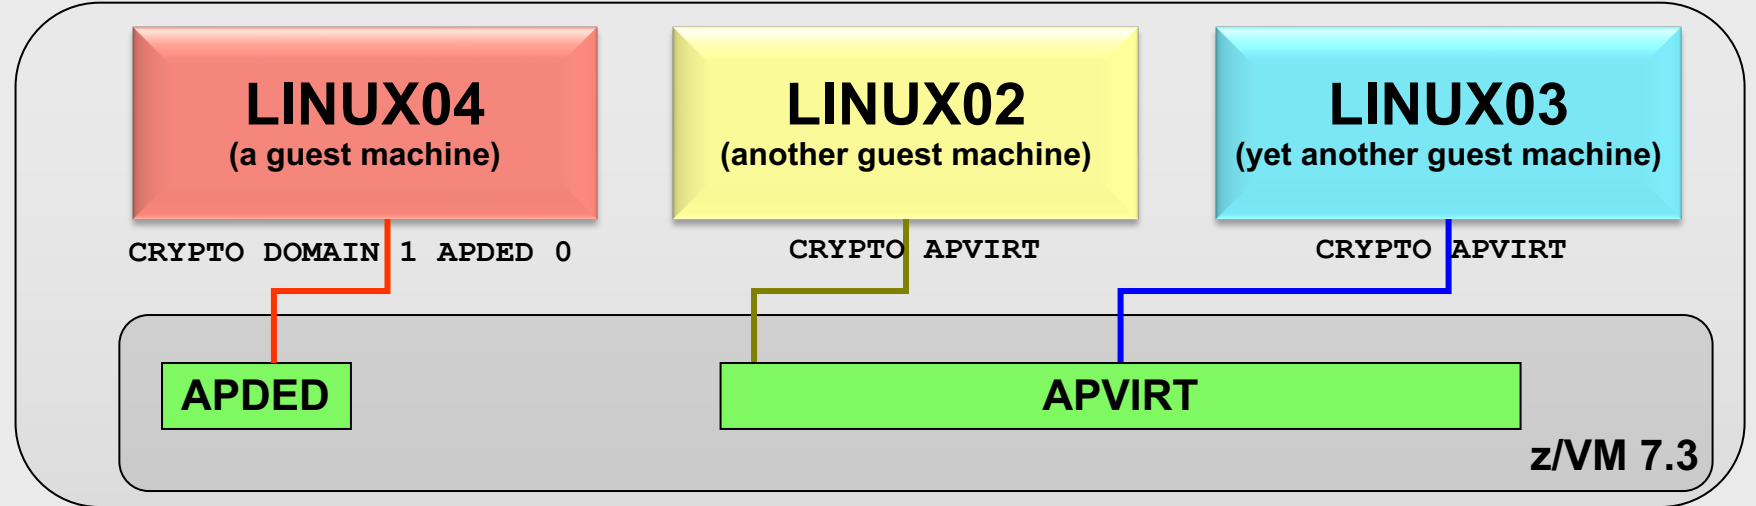 LINUX04
(a guest machine)
LINUX02
(another guest machine)
LINUX03
(yet another guest machine)
CRYPTO DOMAIN 1 APDED 0
CRYPTO APVIRT
CRYPTO APVIRT
APDED
APVIRT
z/VM 7.3